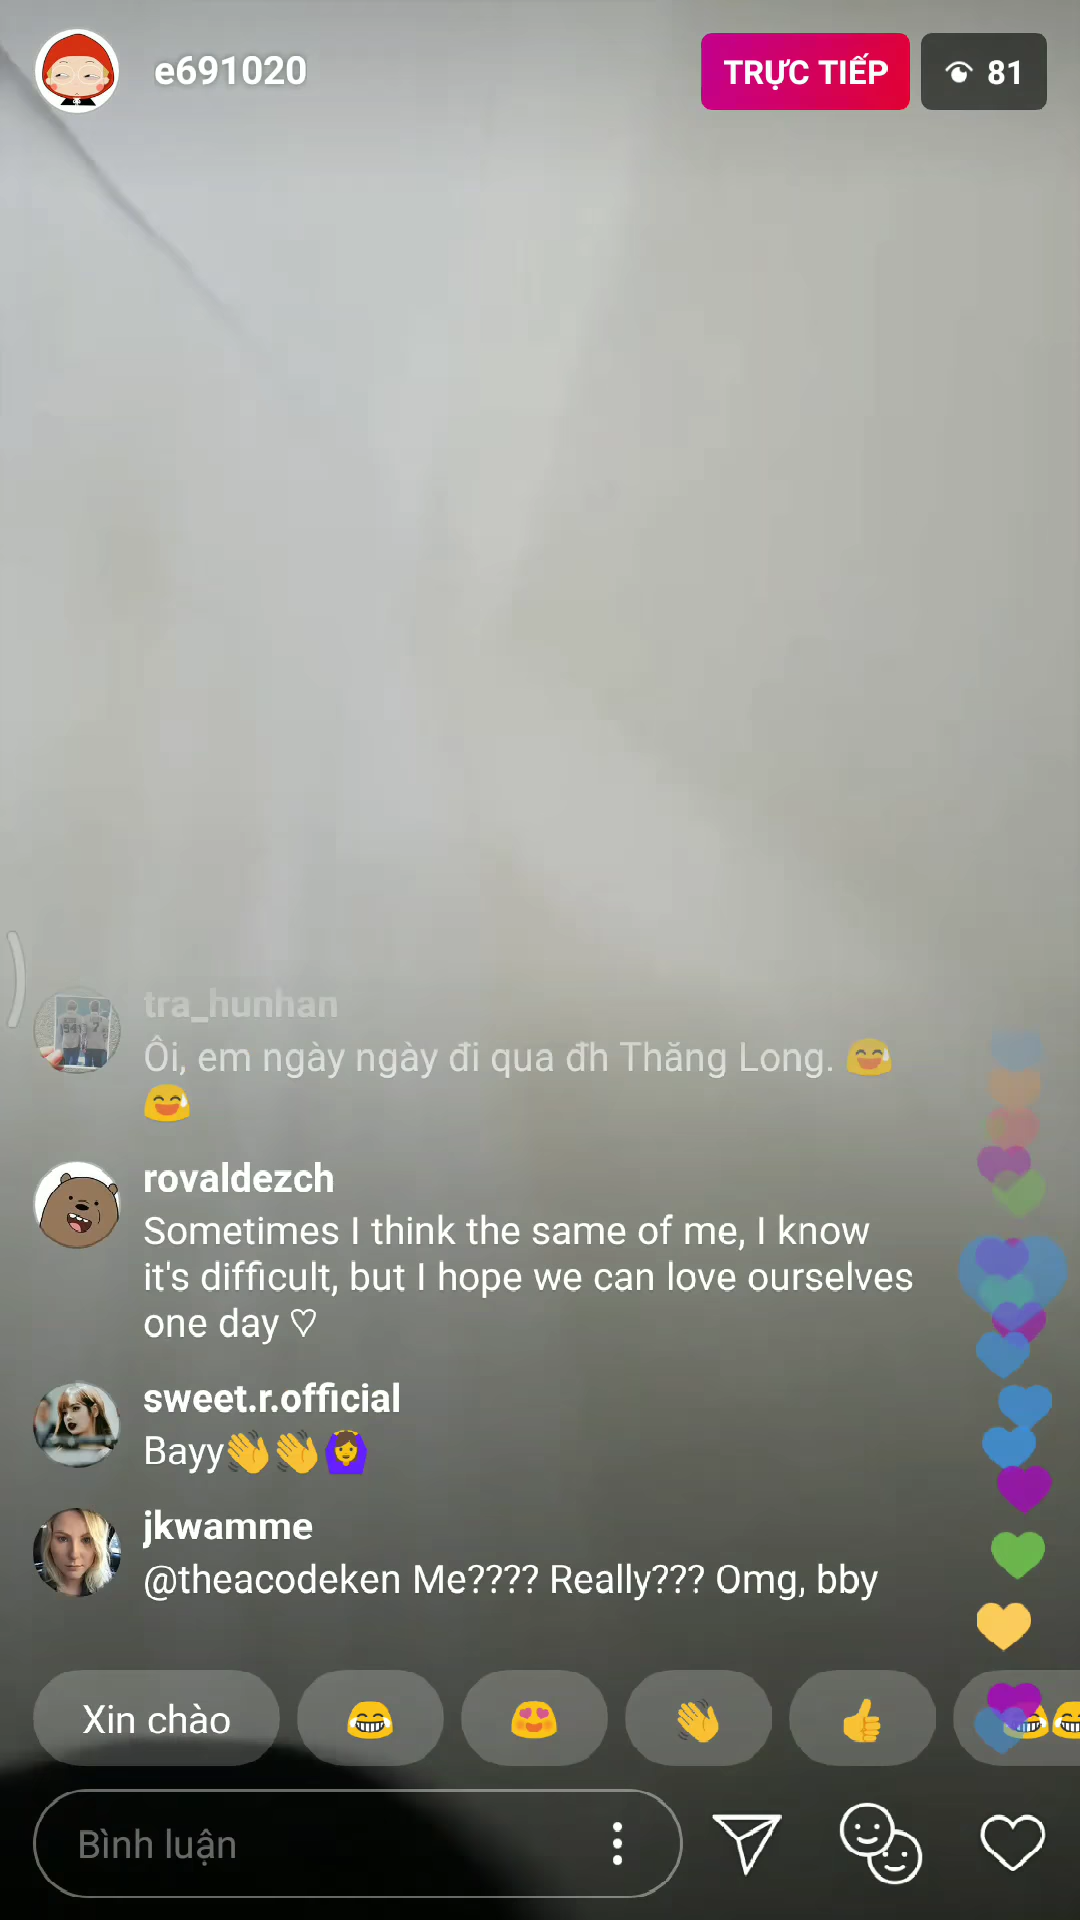 e691020
TRỰC TIẾP
81
tra_hunhan
Ôi, em ngày ngày đi qua đh Thăng Long. 😅
😅
rovaldezch
Sometimes I think the same of me, I know
it's difficult, but I hope we can love ourselves
one day ♡
sweet.r.official
Bayy👋👋🙆‍♀️
jkwamme
@theacodeken Me???? Really??? Omg, bby
Xin chào 😂 😍 👋 👍 😂😂
Bình luận